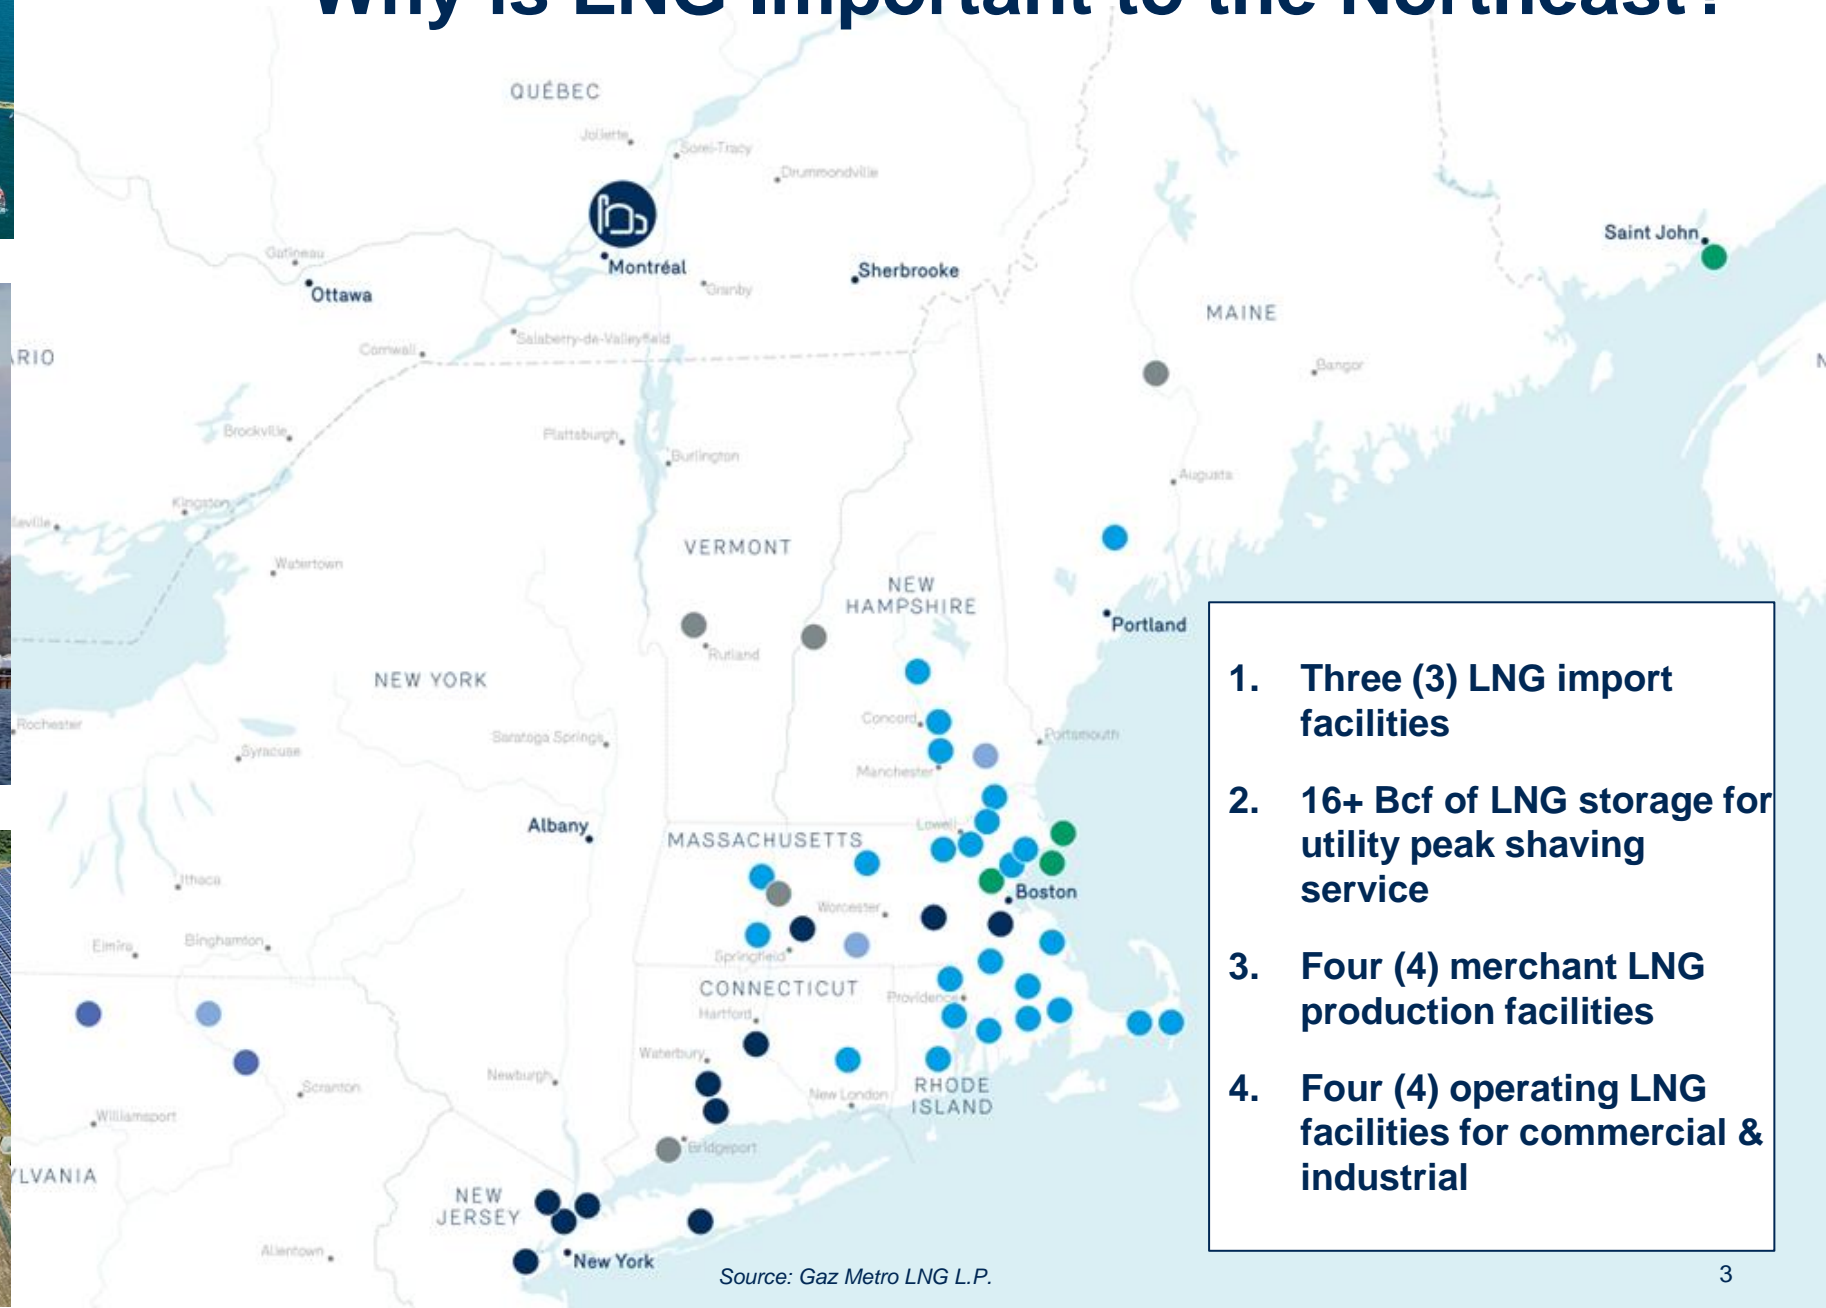 Why is LNG Important to the Northeast?
QUÉBEC
Joliette
Sorel-Tracy
Drummondville
Saint John
Gatineau
Montréal
Sherbrooke
Ottawa
Granby
MAINE
Salaberry-de-Valleyfield
Cornwall
RIO
Bangor
Brockville
Plattsburgh
Burlington
Augusta
Kingston
leville
VERMONT
Watertown
NEW
HAMPSHIRE
Portland
Rutland
NEW YORK
Rochester
Concord
Saratoga Springs
Portsmouth
Syracuse
Manchester
Albany
Lowell
MASSACHUSETTS
Ithaca
Boston
Worcester
Elmira
Binghamton
Springfield
CONNECTICUT
Providence
Hartford
Waterbury
Newburgh
Scranton
New London
RHODE
ISLAND
Williamsport
Bridgeport
LVANIA
NEW
JERSEY
Allentown
New York
1. Three (3) LNG import
facilities
2. 16+ Bcf of LNG storage for
utility peak shaving
service
3. Four (4) merchant LNG
production facilities
4. Four (4) operating LNG
facilities for commercial &
industrial
Source: Gaz Metro LNG L.P.
3